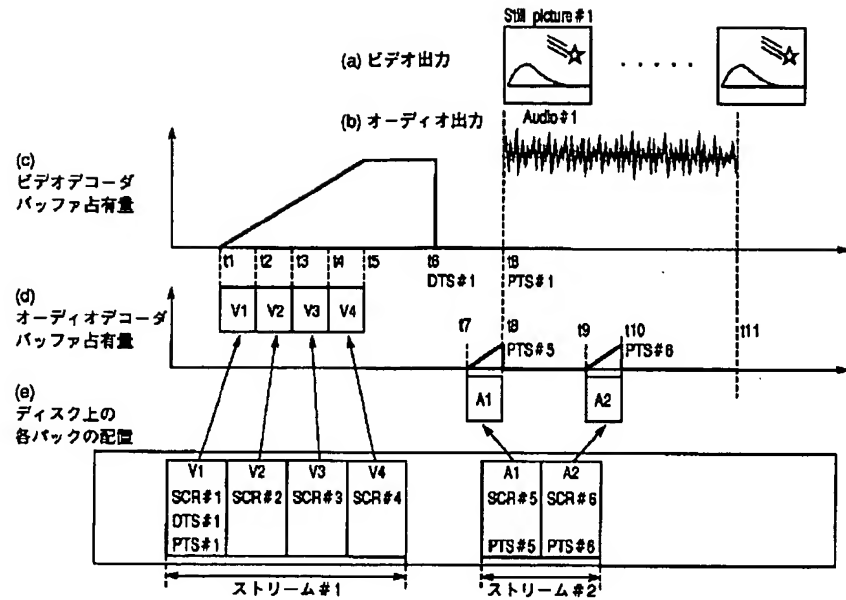 Still picture#1
(a) ビデオ出力
(b) オーディオ出力
Audio#1
(c)
ビデオデコーダ
バッファ占有量
t1 t2 t3 t4 t5 t6 t8
DTS#1 PTS#1
(d)
オーディオデコーダ
バッファ占有量
V1 V2 V3 V4
t7 t8 t9 t10 t11
PTS#5 PTS#6
A1 A2
(e)
ディスク上の
各パックの配置
V1 V2 V3 V4 A1 A2
SCR#1 SCR#2 SCR#3 SCR#4 SCR#5 SCR#6
DTS#1
PTS#1 PTS#5 PTS#6
ストリーム#1 ストリーム#2